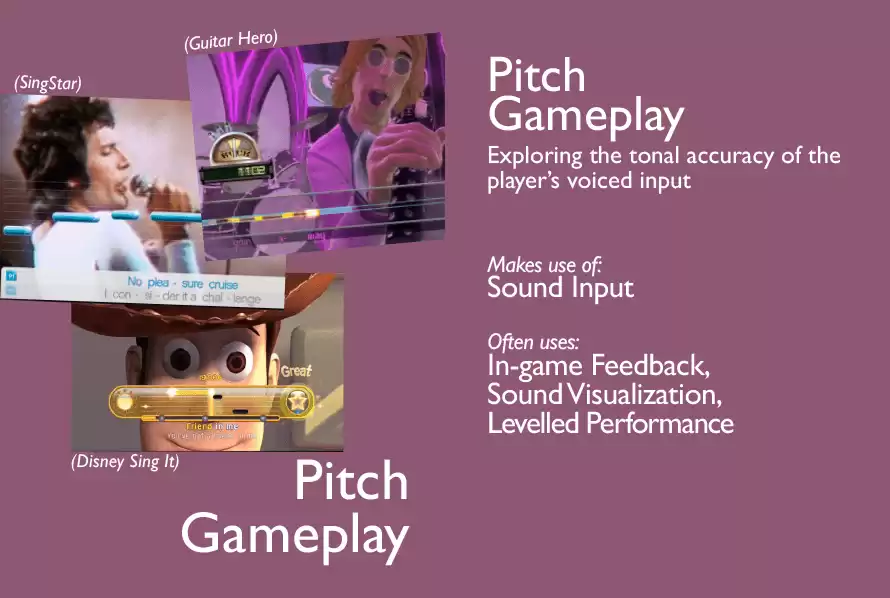 (Guitar Hero)
(SingStar)
No plea - sure cruise
I con - si - der it a chal - lenge
Great
Friend in me
(Disney Sing It)
Pitch
Gameplay
Pitch
Gameplay
Exploring the tonal accuracy of the
player's voiced input
Makes use of:
Sound Input
Often uses:
In-game Feedback,
Sound Visualization,
Levelled Performance